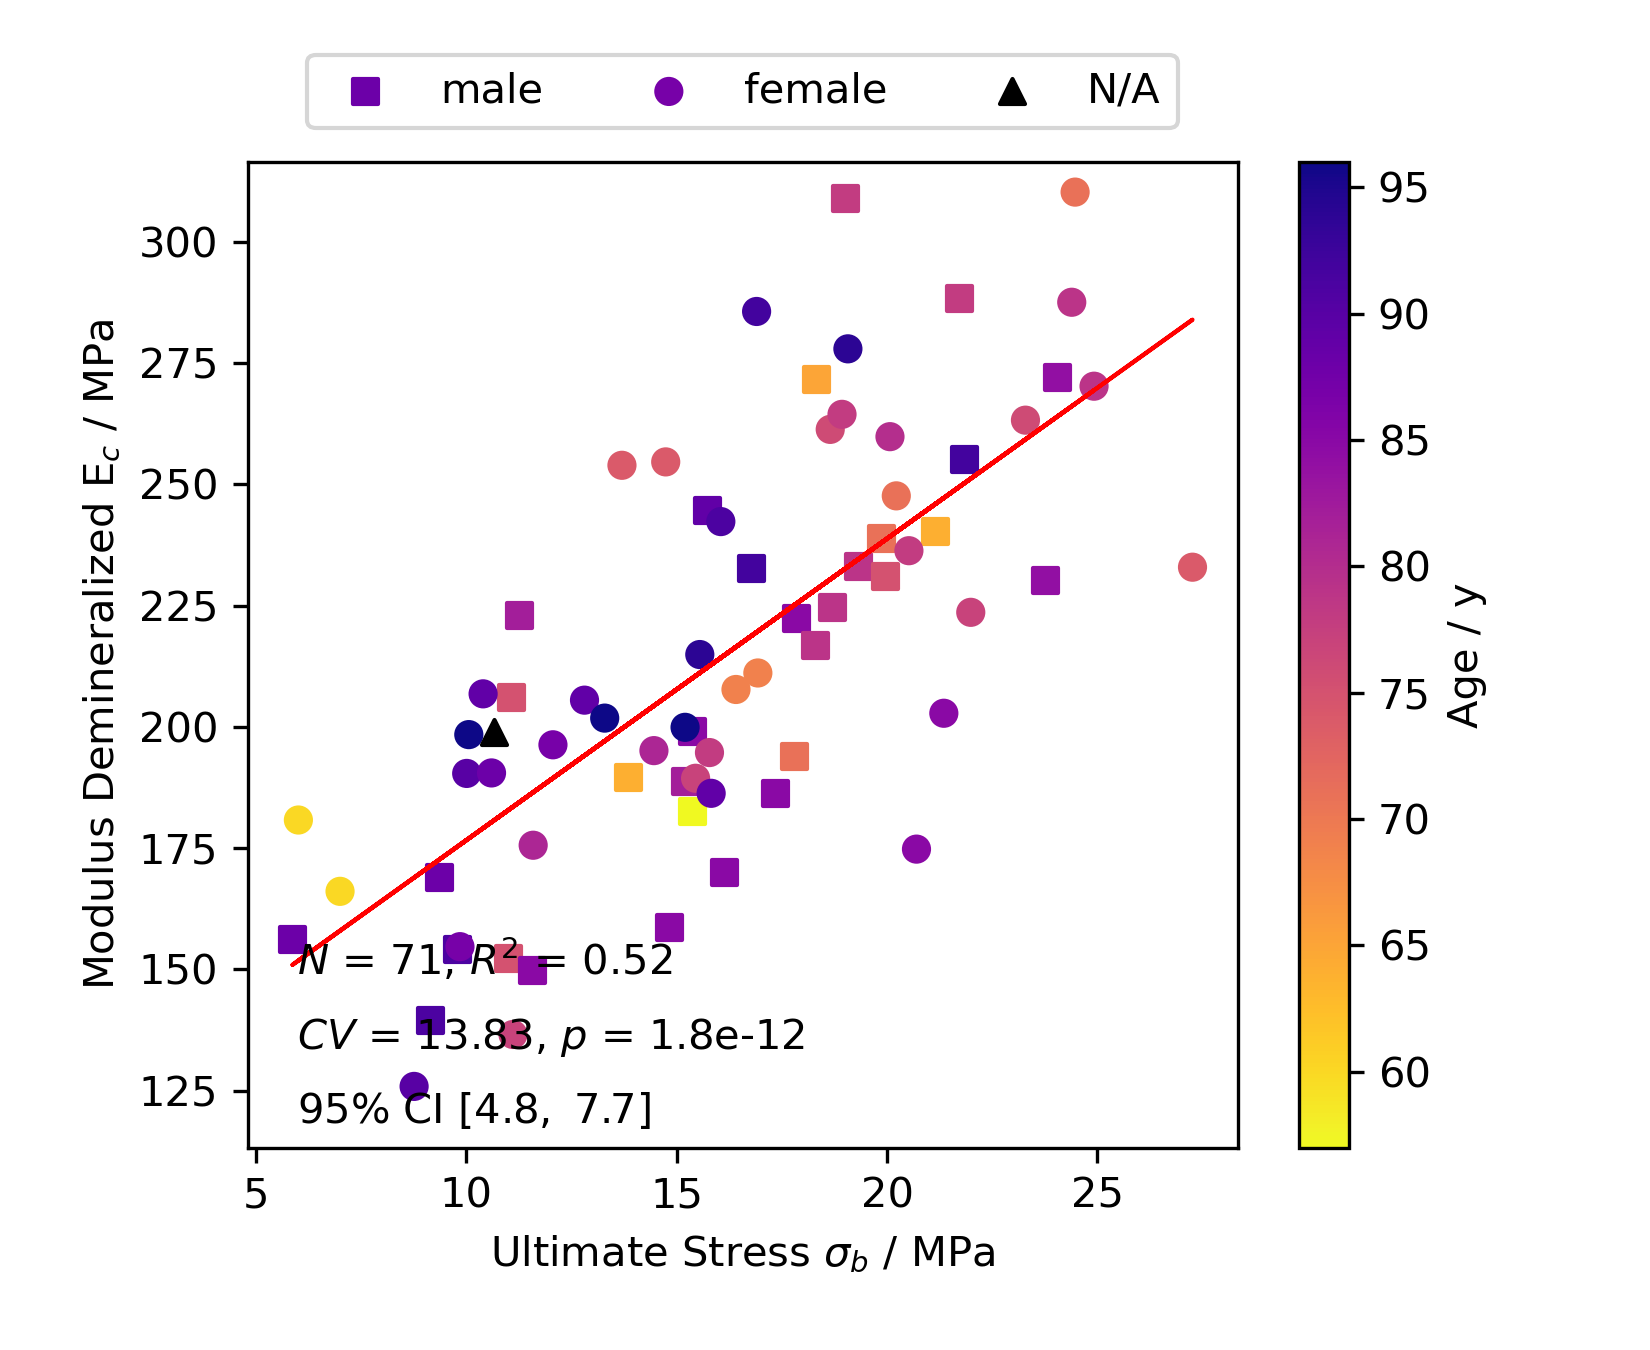 male female N/A
300
275
250
225
200
175
150
125
Modulus Demineralized E_c / MPa
N = 71, R² = 0.52
CV = 13.83, p = 1.8e-12
95% CI [4.8, 7.7]
5 10 15 20 25
Ultimate Stress σ_b / MPa
95
90
85
80
75
70
65
60
Age / y